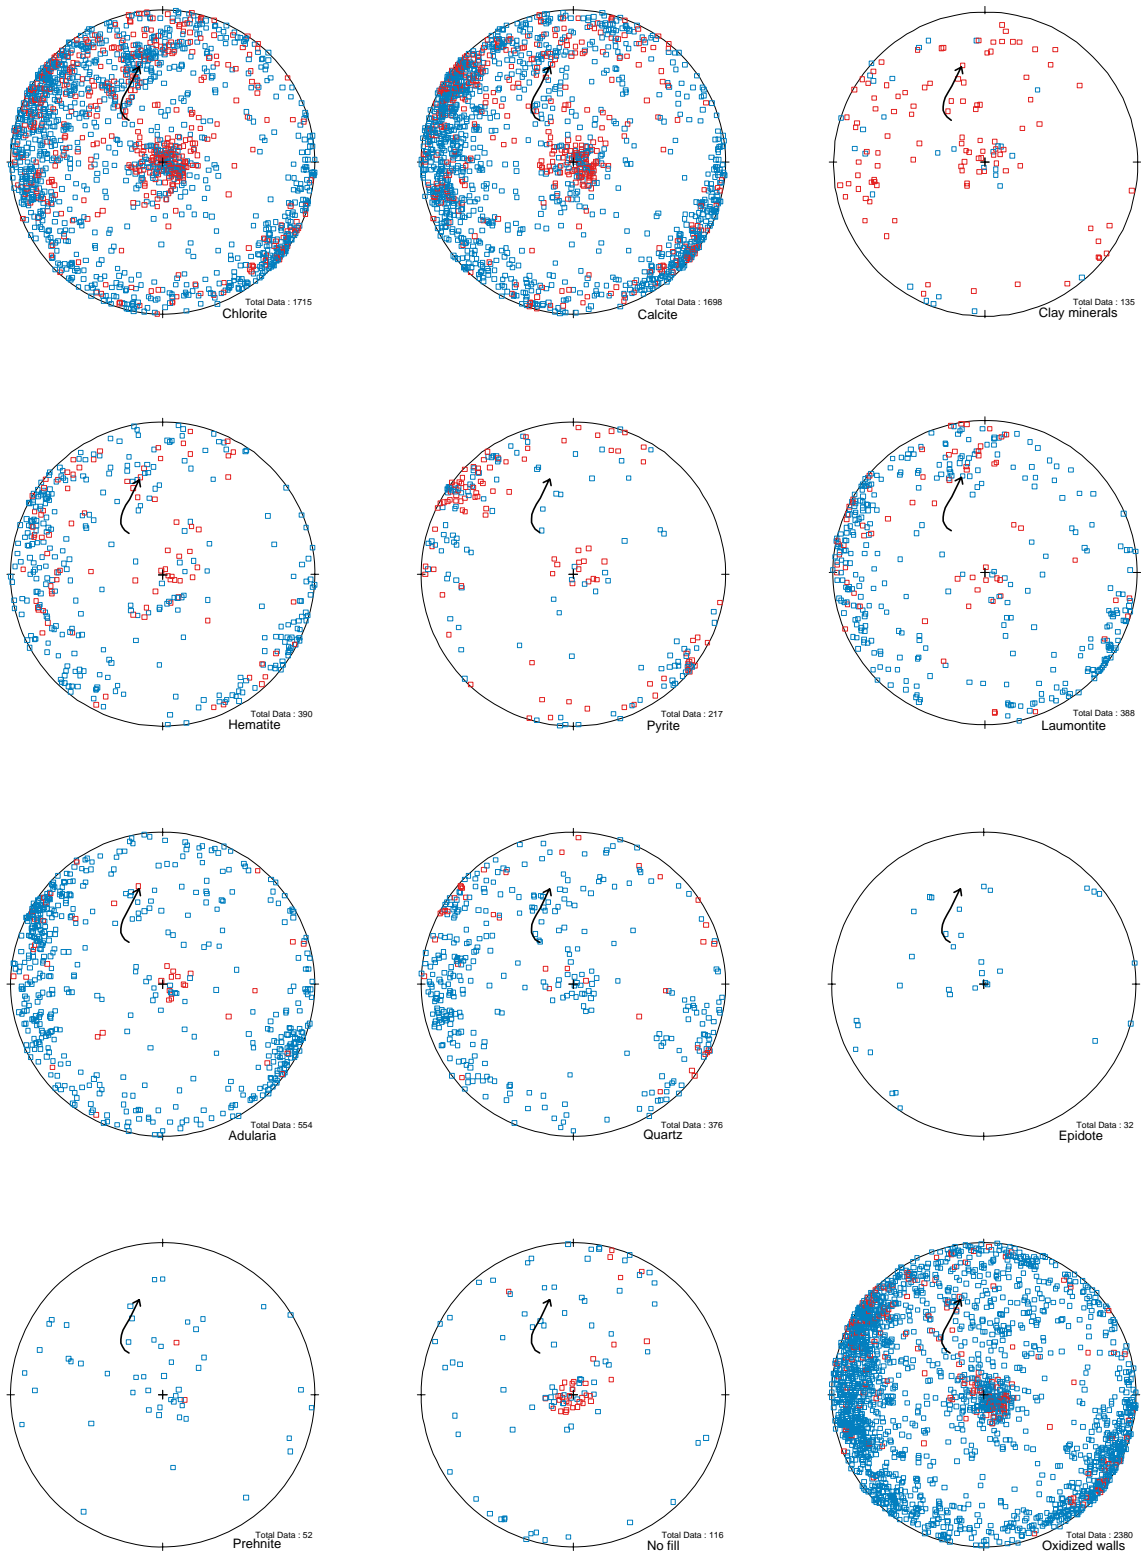 Total Data : 1715
Chlorite
Total Data : 1698
Calcite
Total Data : 135
Clay minerals
Total Data : 390
Hematite
Total Data : 217
Pyrite
Total Data : 388
Laumontite
Total Data : 554
Adularia
Total Data : 376
Quartz
Total Data : 32
Epidote
Total Data : 52
Prehnite
Total Data : 116
No fill
Total Data : 2380
Oxidized walls